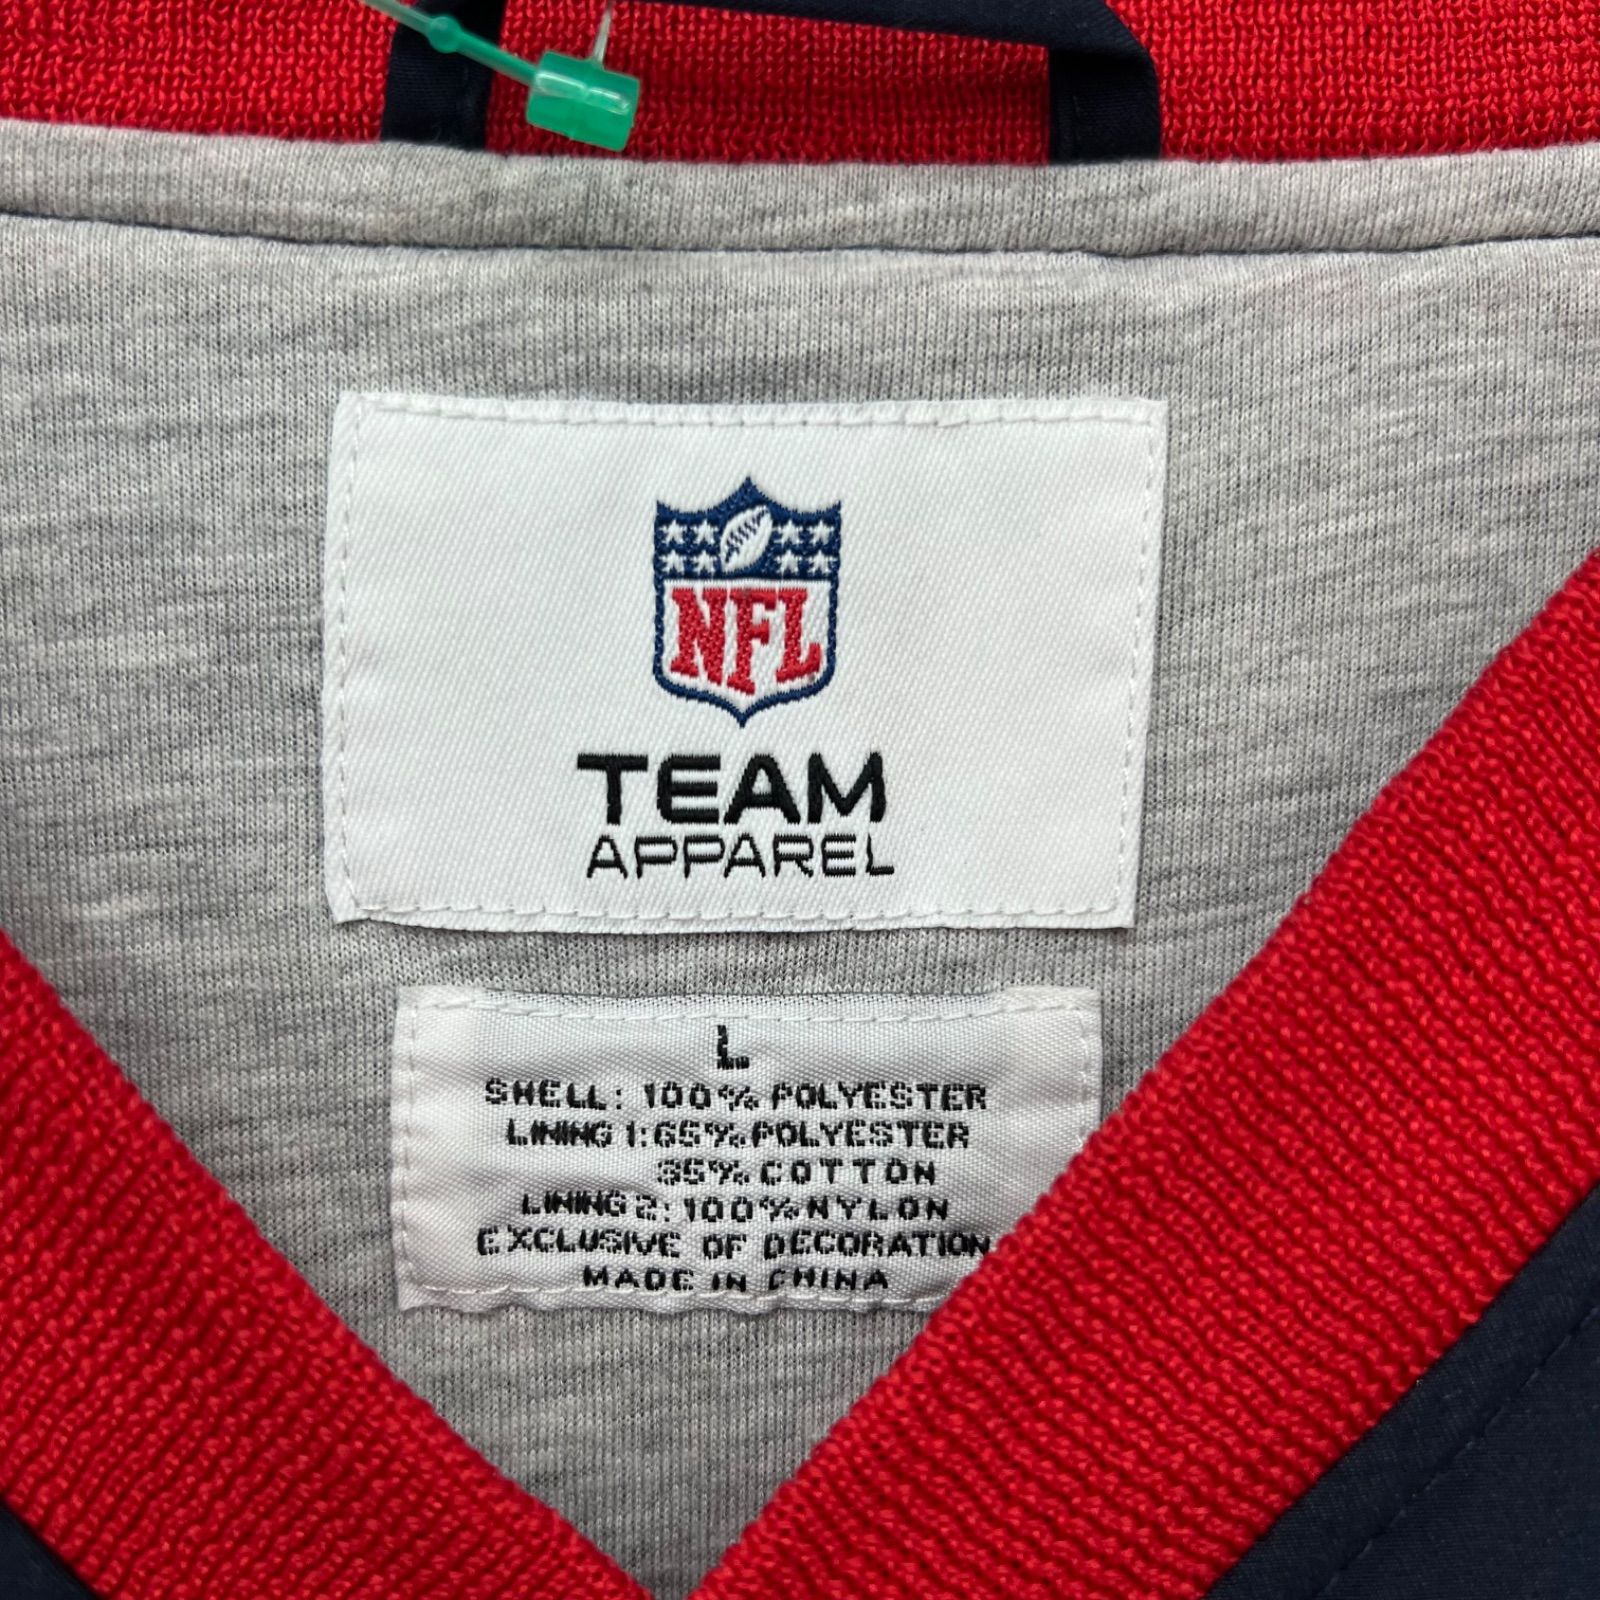 NFL
TEAM
APPAREL
L
SHELL: 100% POLYESTER
LINING 1: 65% POLYESTER
35% COTTON
LINING 2: 100% NYLON
EXCLUSIVE OF DECORATION
MADE IN CHINA